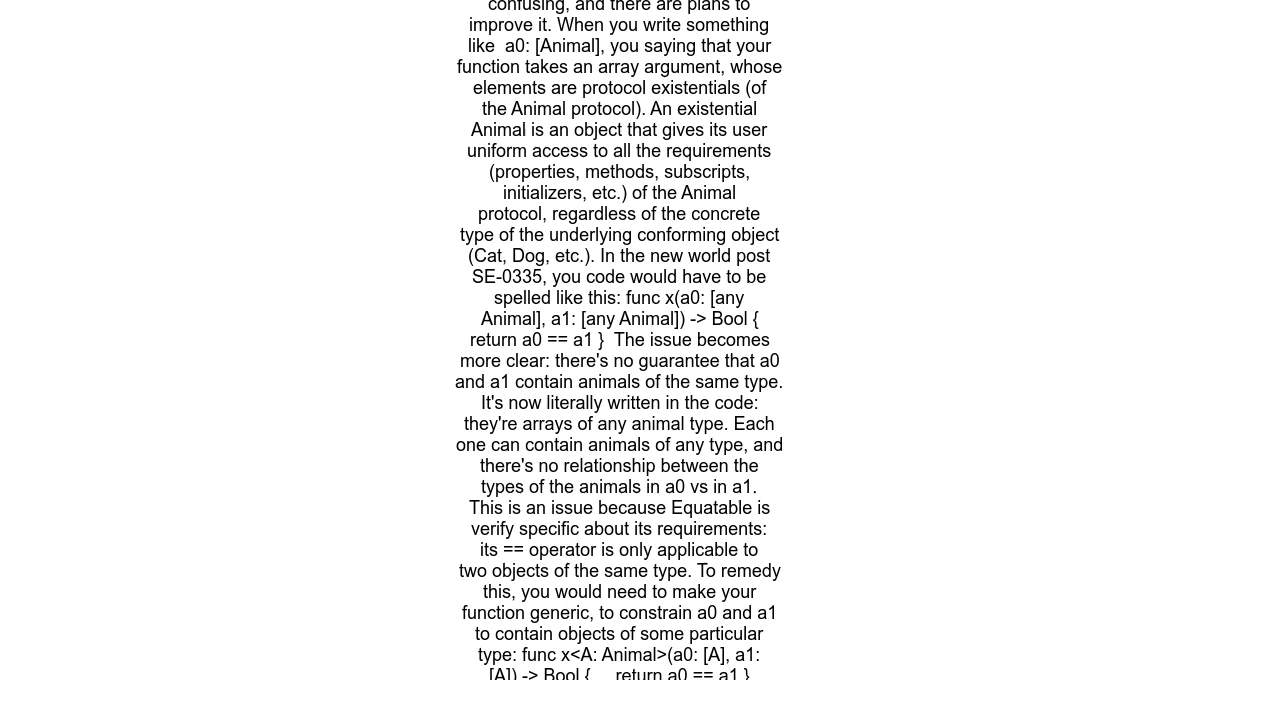 confusing, and there are plans to
improve it. When you write something
like  a0: [Animal], you saying that your
function takes an array argument, whose
elements are protocol existentials (of
the Animal protocol). An existential
Animal is an object that gives its user
uniform access to all the requirements
(properties, methods, subscripts,
initializers, etc.) of the Animal
protocol, regardless of the concrete
type of the underlying conforming object
(Cat, Dog, etc.). In the new world post
SE-0335, you code would have to be
spelled like this: func x(a0: [any
Animal], a1: [any Animal]) -> Bool {
return a0 == a1 }  The issue becomes
more clear: there's no guarantee that a0
and a1 contain animals of the same type.
It's now literally written in the code:
they're arrays of any animal type. Each
one can contain animals of any type, and
there's no relationship between the
types of the animals in a0 vs in a1.
This is an issue because Equatable is
verify specific about its requirements:
its == operator is only applicable to
two objects of the same type. To remedy
this, you would need to make your
function generic, to constrain a0 and a1
to contain objects of some particular
type: func x<A: Animal>(a0: [A], a1:
[A]) -> Bool {     return a0 == a1 }